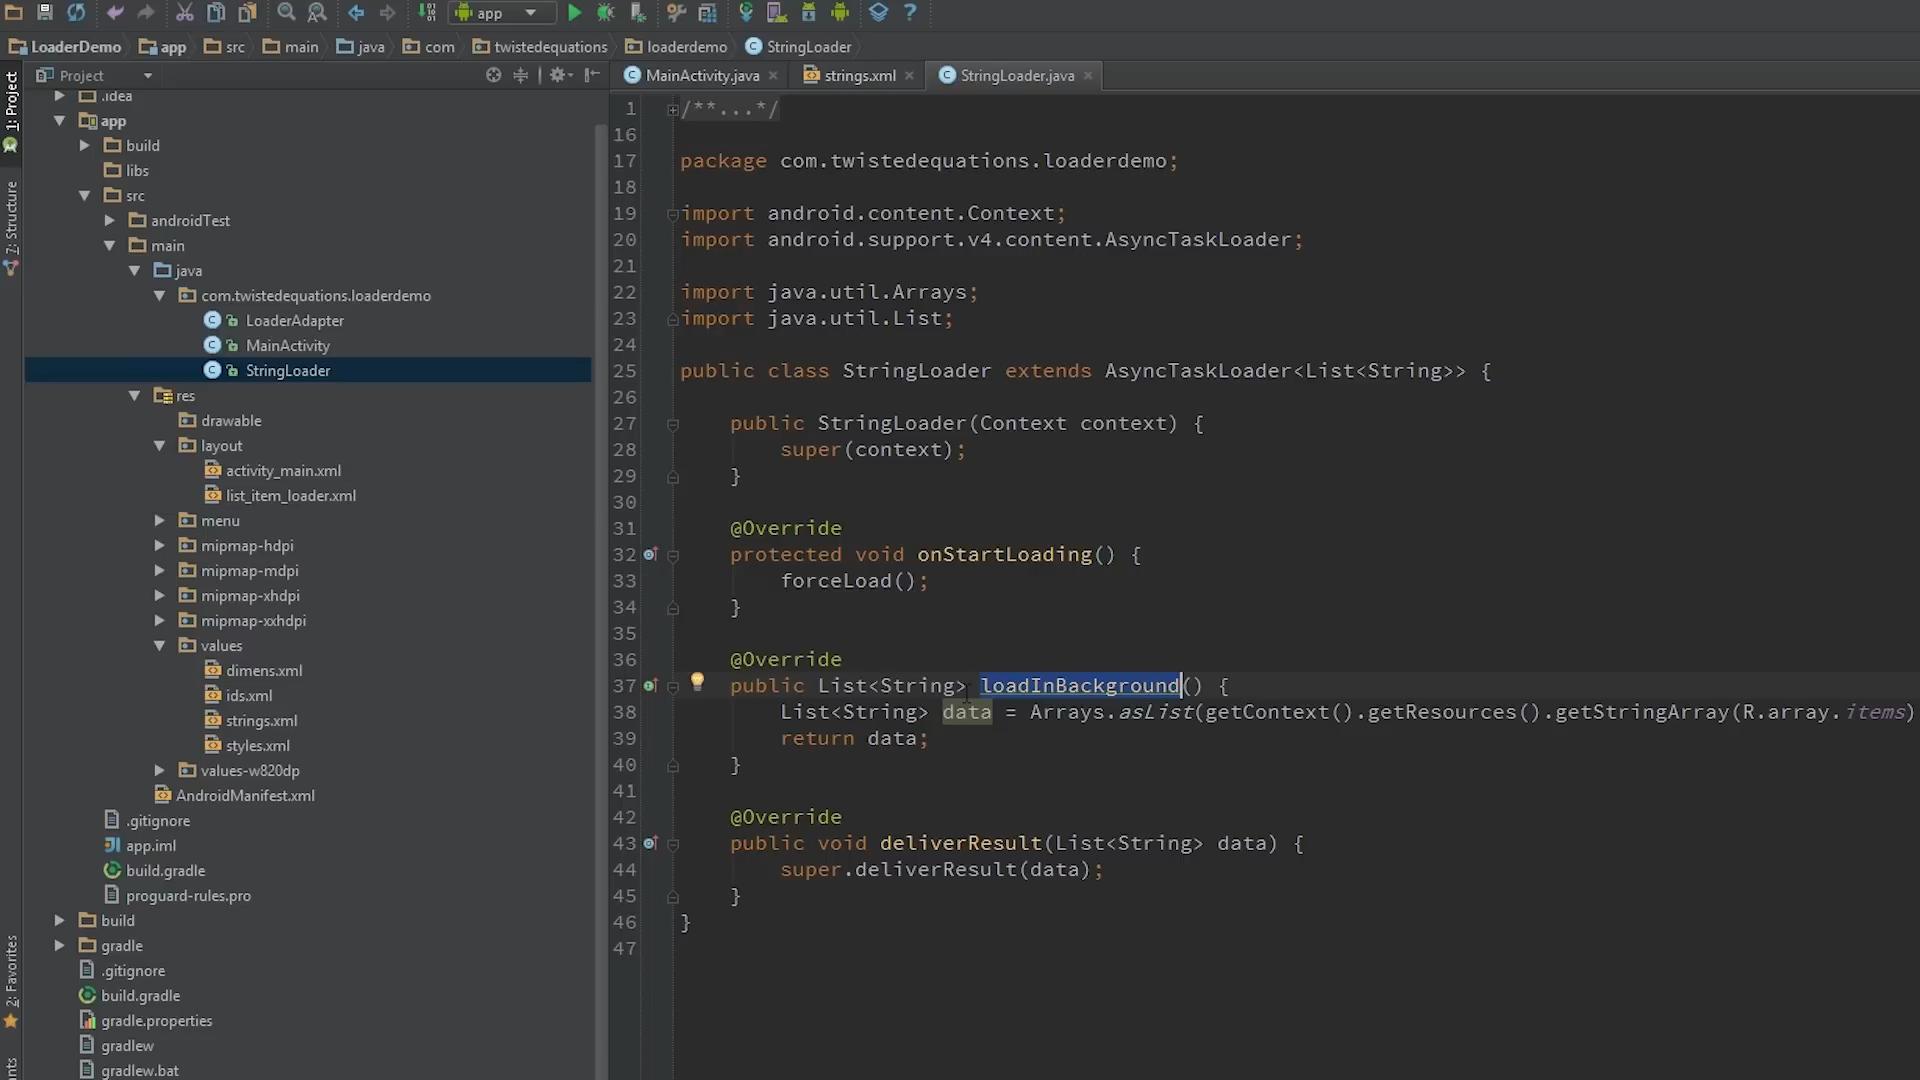 app
LoaderDemo app src main java com twistedequations loaderdemo StringLoader
Project
MainActivity.java strings.xml StringLoader.java
1: Project
7: Structure
2: Favorites
.idea
app
build
libs
src
androidTest
main
java
com.twistedequations.loaderdemo
LoaderAdapter
MainActivity
StringLoader
res
drawable
layout
activity_main.xml
list_item_loader.xml
menu
mipmap-hdpi
mipmap-mdpi
mipmap-xhdpi
mipmap-xxhdpi
values
dimens.xml
ids.xml
strings.xml
styles.xml
values-w820dp
AndroidManifest.xml
.gitignore
app.iml
build.gradle
proguard-rules.pro
build
gradle
.gitignore
build.gradle
gradle.properties
gradlew
gradlew.bat
1 /**...*/
16
17 package com.twistedequations.loaderdemo;
18
19 import android.content.Context;
20 import android.support.v4.content.AsyncTaskLoader;
21
22 import java.util.Arrays;
23 import java.util.List;
24
25 public class StringLoader extends AsyncTaskLoader<List<String>> {
26
27 public StringLoader(Context context) {
28 super(context);
29 }
30
31 @Override
32 protected void onStartLoading() {
33 forceLoad();
34 }
35
36 @Override
37 public List<String> loadInBackground() {
38 List<String> data = Arrays.asList(getContext().getResources().getStringArray(R.array.items)
39 return data;
40 }
41
42 @Override
43 public void deliverResult(List<String> data) {
44 super.deliverResult(data);
45 }
46 }
47